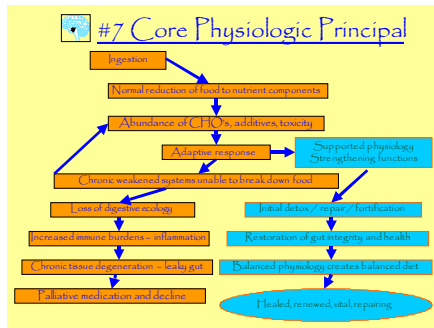 #7 Core Physiologic Principal
Ingestion
Normal reduction of food to nutrient components
Abundance of CHO's, additives, toxicity
Adaptive response
Supported physiology
Strengthening functions
Chronic weakened systems unable to break down food
Loss of digestive ecology
Initial detox / repair / fortification
Increased immune burdens – inflammation
Restoration of gut integrity and health
Chronic tissue degeneration – leaky gut
Balanced physiology creates balanced diet
Palliative medication and decline
Healed, renewed, vital, repairing